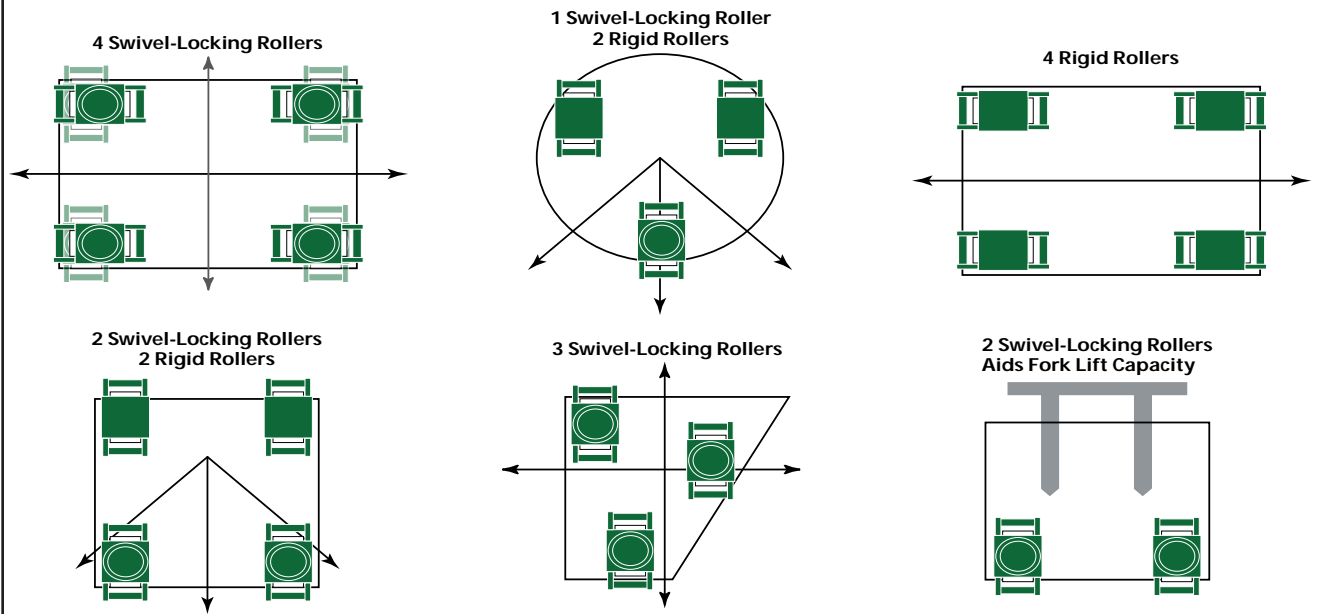 4 Swivel-Locking Rollers
1 Swivel-Locking Roller
2 Rigid Rollers
4 Rigid Rollers
2 Swivel-Locking Rollers
2 Rigid Rollers
3 Swivel-Locking Rollers
2 Swivel-Locking Rollers
Aids Fork Lift Capacity